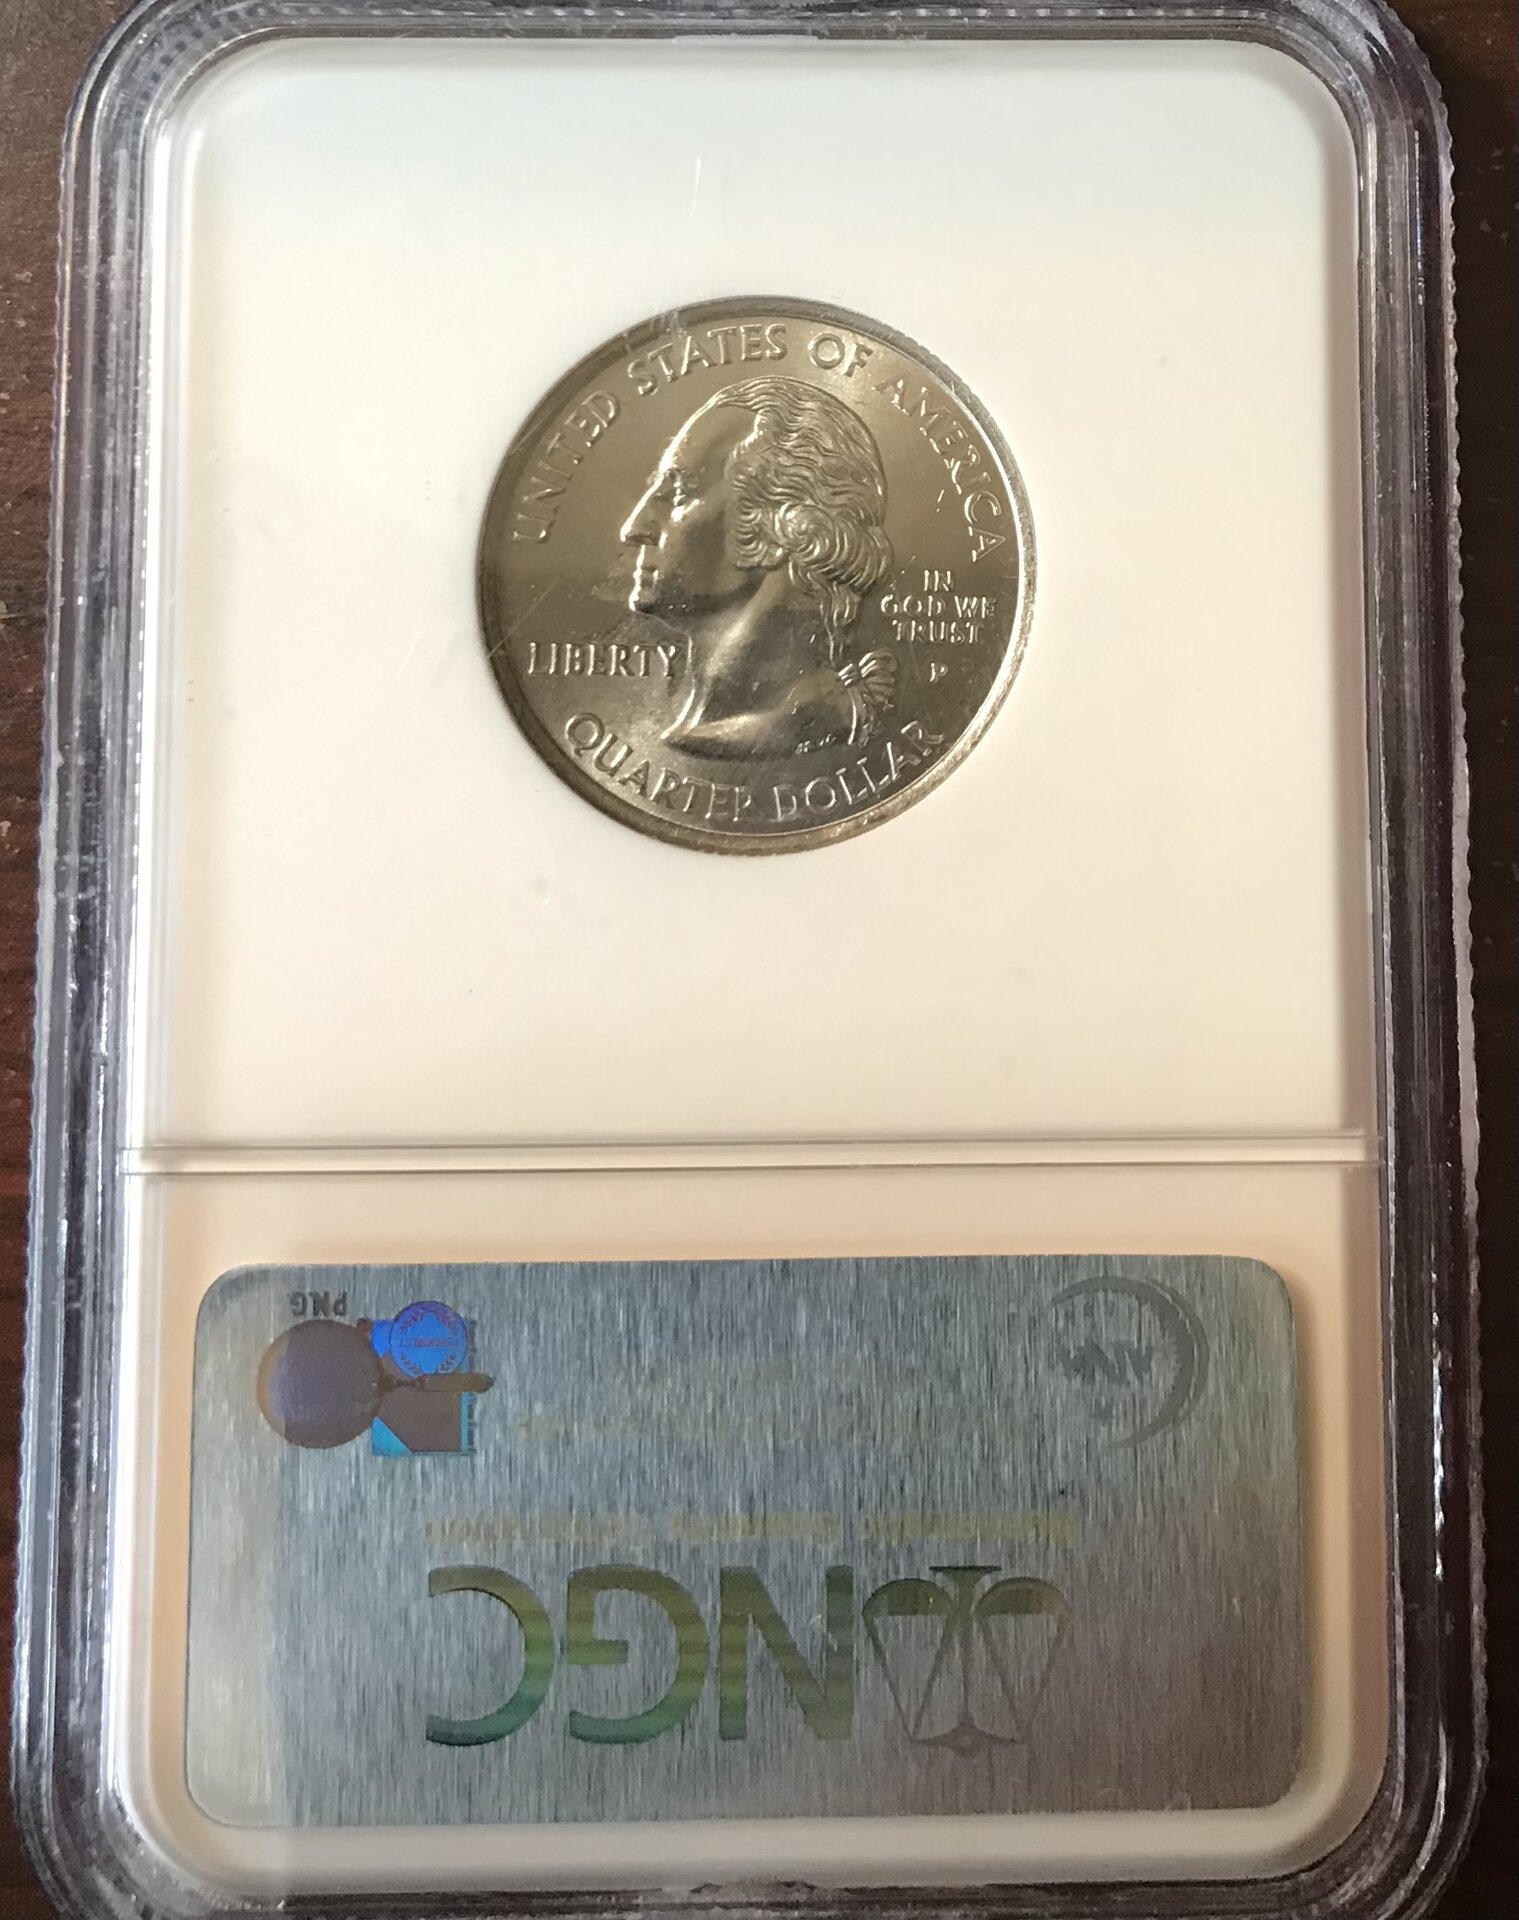 UNITED STATES OF AMERICA
IN
GOD WE
TRUST
LIBERTY
P
QUARTER DOLLAR
PNG
NGC